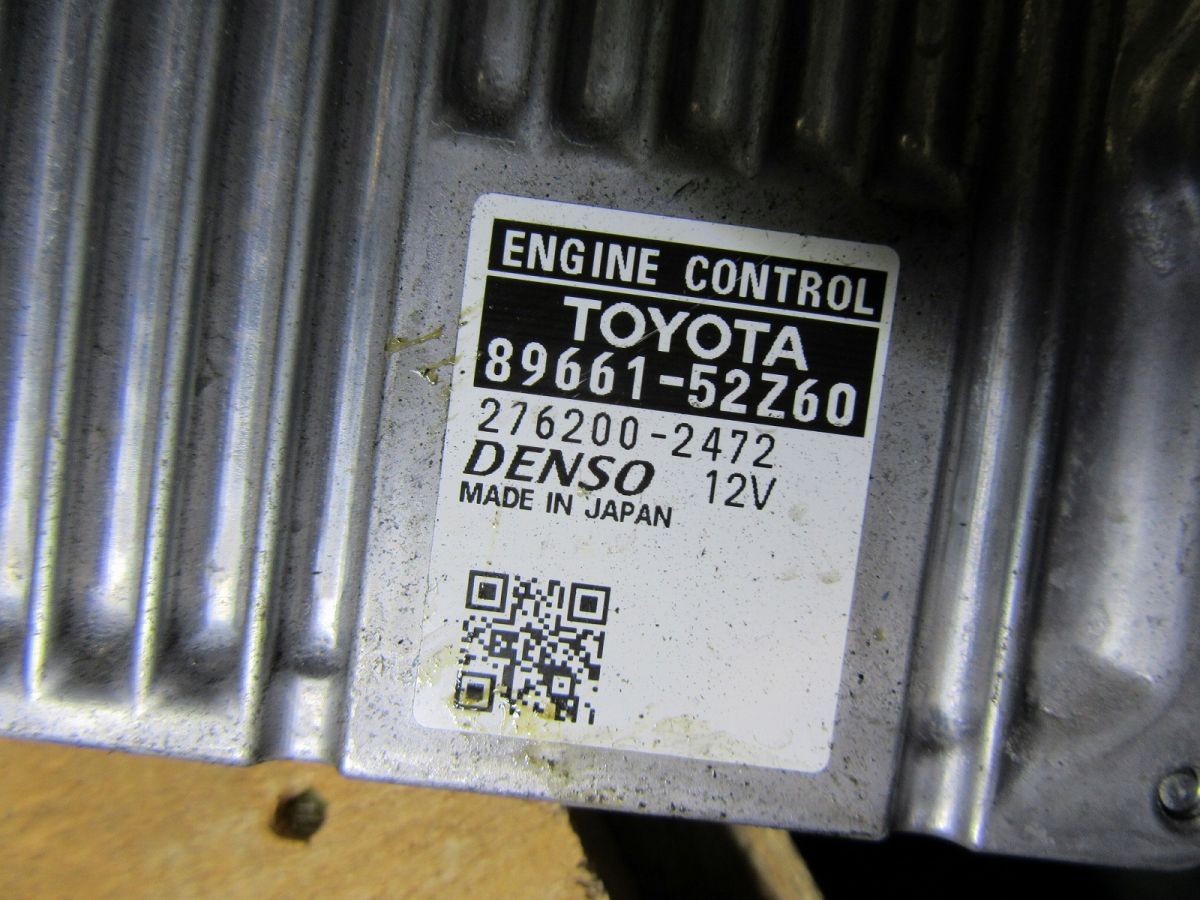 ENGINE CONTROL
TOYOTA
89661-52Z60
276200-2472
DENSO 12V
MADE IN JAPAN